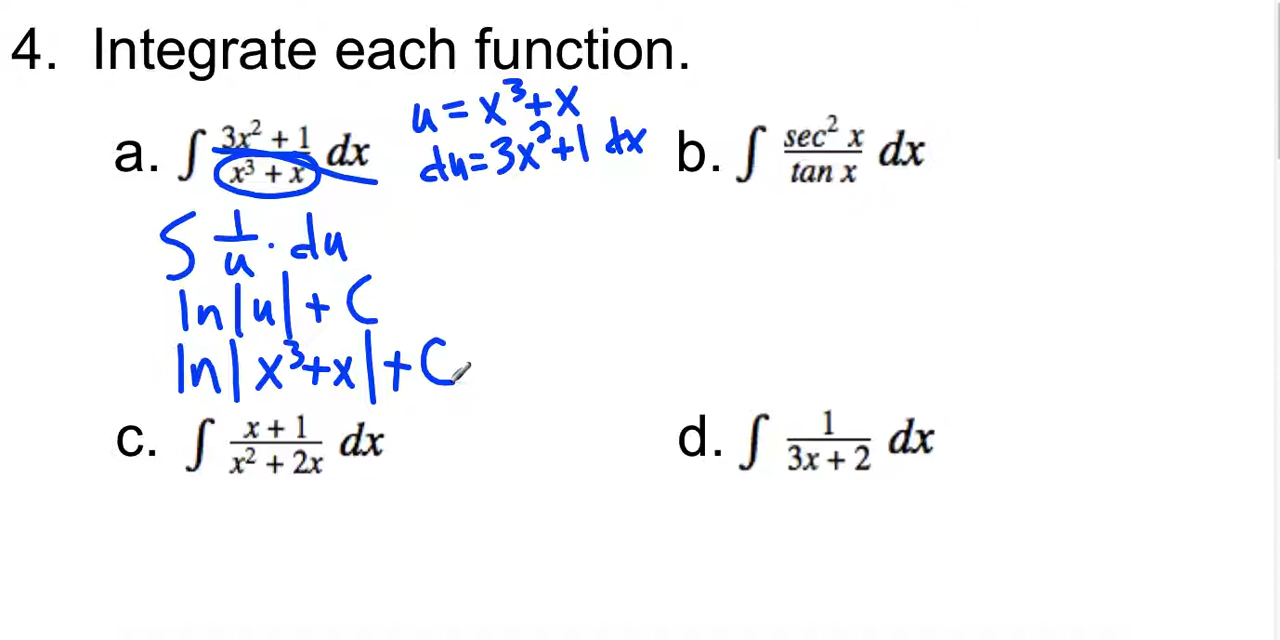 4. Integrate each function.
a. ∫ (3x² + 1)/(x³ + x) dx
u = x³+x
du = 3x²+1 dx
∫ 1/u · du
ln|u| + C
ln|x³+x| + C
b. ∫ (sec² x)/(tan x) dx
c. ∫ (x + 1)/(x² + 2x) dx
d. ∫ 1/(3x + 2) dx